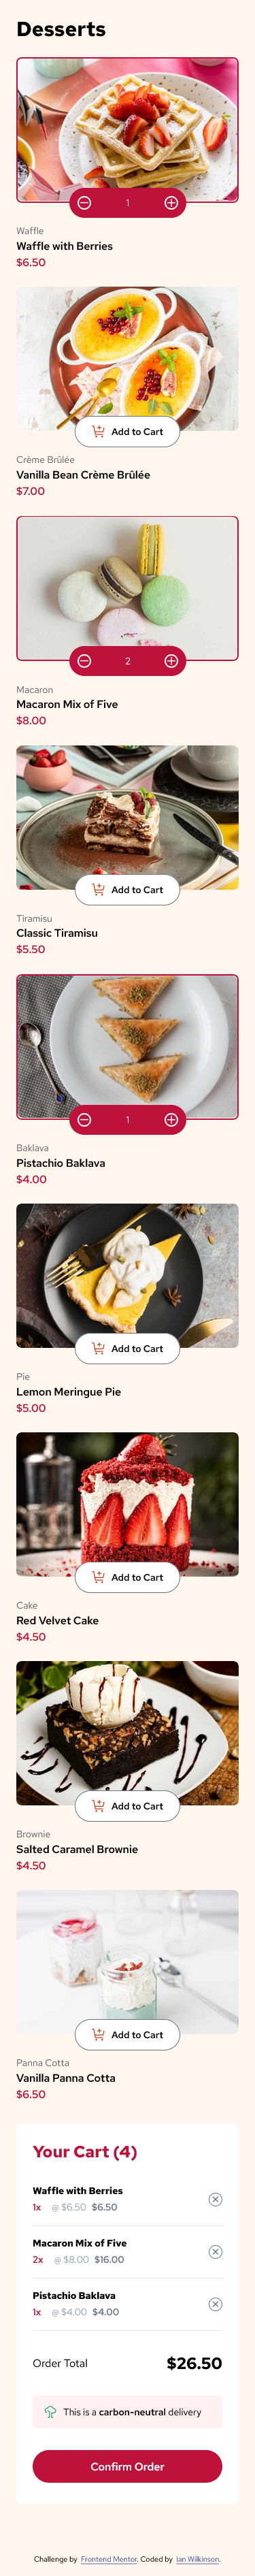 Desserts
1
Waffle
Waffle with Berries
$6.50
Add to Cart
Crème Brûlée
Vanilla Bean Crème Brûlée
$7.00
2
Macaron
Macaron Mix of Five
$8.00
Add to Cart
Tiramisu
Classic Tiramisu
$5.50
1
Baklava
Pistachio Baklava
$4.00
Add to Cart
Pie
Lemon Meringue Pie
$5.00
Add to Cart
Cake
Red Velvet Cake
$4.50
Add to Cart
Brownie
Salted Caramel Brownie
$4.50
Add to Cart
Panna Cotta
Vanilla Panna Cotta
$6.50
Your Cart (4)
Waffle with Berries
1x @ $6.50 $6.50
Macaron Mix of Five
2x @ $8.00 $16.00
Pistachio Baklava
1x @ $4.00 $4.00
Order Total $26.50
This is a carbon-neutral delivery
Confirm Order
Challenge by Frontend Mentor. Coded by Ian Wilkinson.